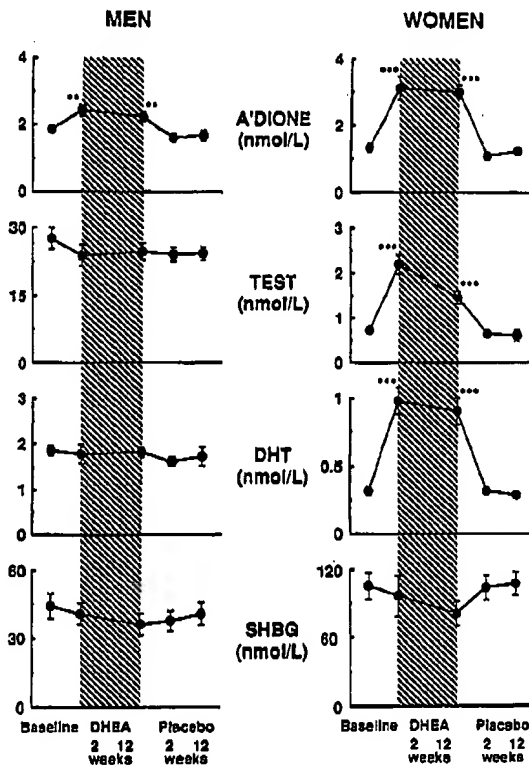 MEN
WOMEN
4
2
0
**
**
A'DIONE
(nmol/L)
4
3
2
1
0
***
***
30
15
0
TEST
(nmol/L)
3
2
1
0
***
***
3
2
1
0
DHT
(nmol/L)
1
0.5
0
***
***
60
30
0
SHBG
(nmol/L)
120
60
0
Baseline DHEA Placebo
2 12 2 12
weeks weeks
Baseline DHEA Placebo
2 12 2 12
weeks weeks